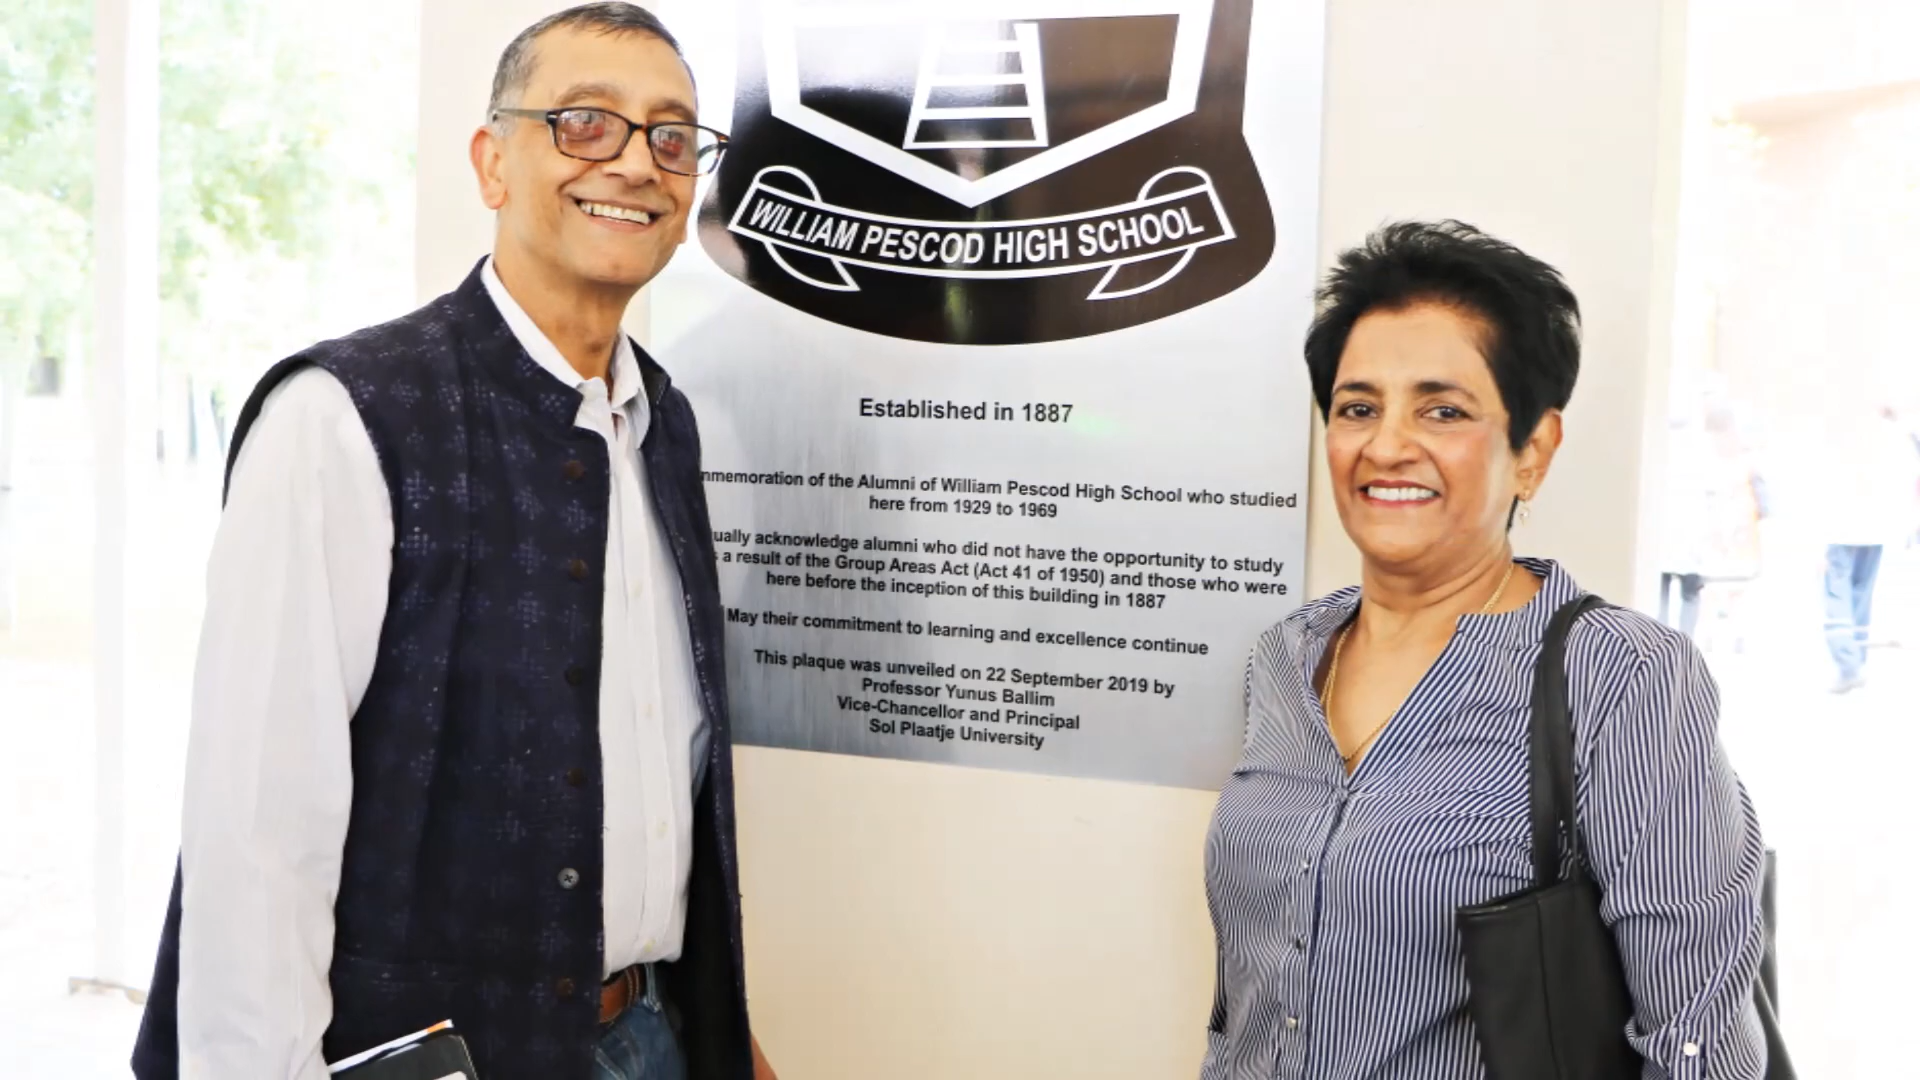 WILLIAM PESCOD HIGH SCHOOL
Established in 1887
of the Alumni of William Pescod High School who studied
here from 1929 to 1969
acknowledge alumni who did not have the opportunity to study
a result of the Group Areas Act (Act 41 of 1950) and those who were
here before the inception of this building in 1887
May their commitment to learning and excellence continue
This plaque was unveiled on 22 September 2019 by
Professor Yunus Ballim
Vice-Chancellor and Principal
Sol Plaatje University